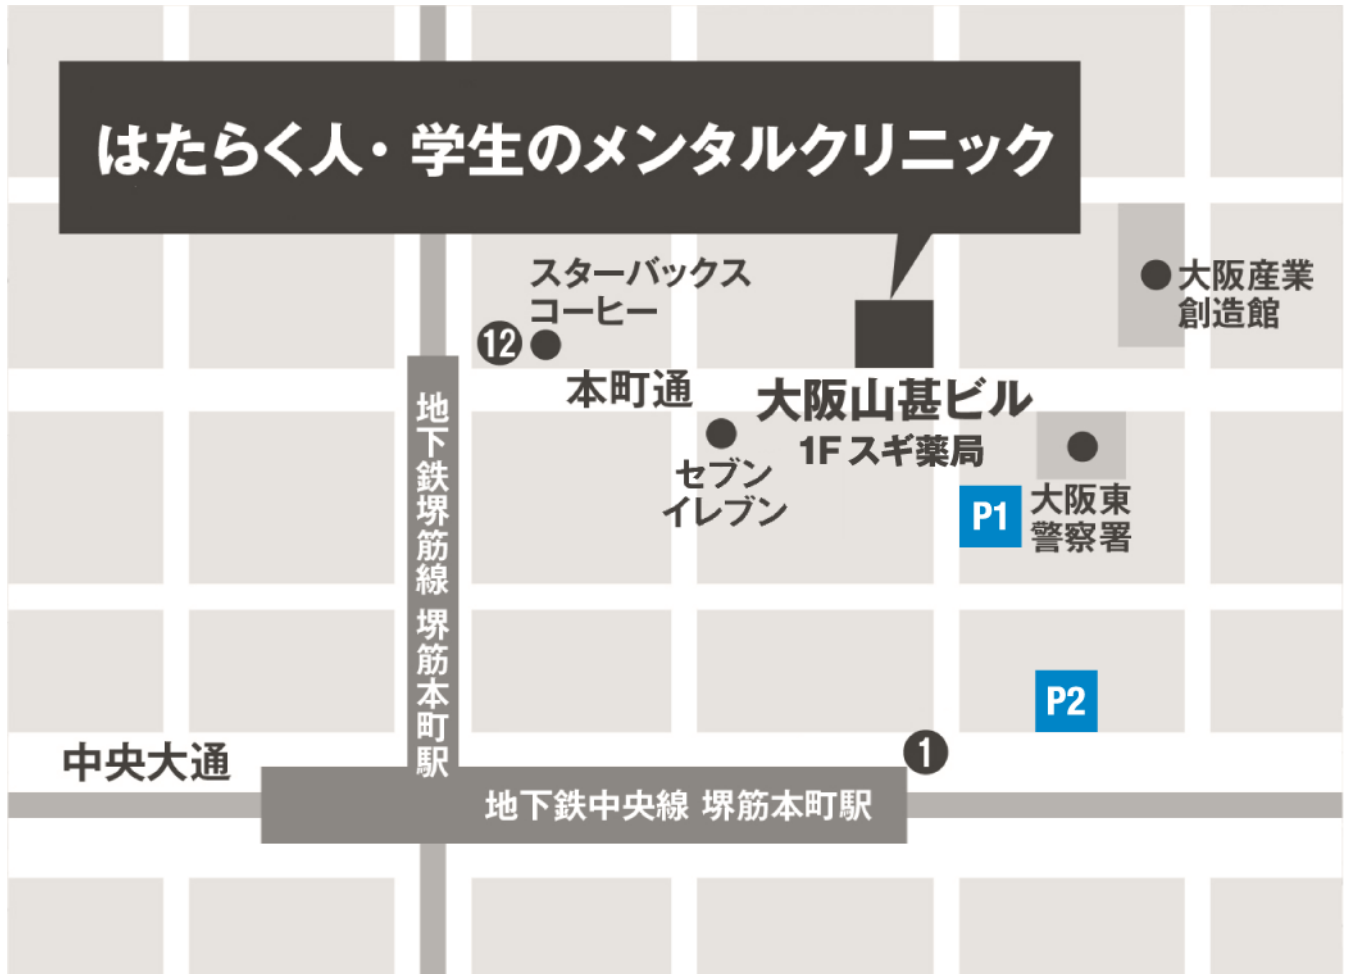 はたらく人・学生のメンタルクリニック
スターバックス
コーヒー
12
大阪産業
創造館
本町通
大阪山甚ビル
1F スギ薬局
セブン
イレブン
P1
大阪東
警察署
地下鉄堺筋線 堺筋本町駅
P2
1
中央大通
地下鉄中央線 堺筋本町駅